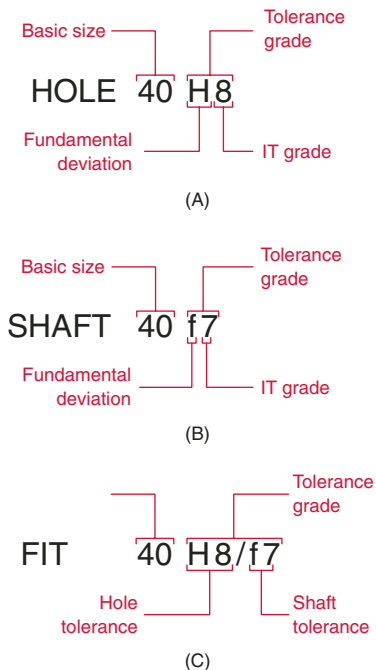 Basic size
Tolerance
grade
HOLE 40 H8
Fundamental
deviation
IT grade
(A)
Basic size
Tolerance
grade
SHAFT 40 f7
Fundamental
deviation
IT grade
(B)
Tolerance
grade
FIT 40 H8/f7
Hole
tolerance
Shaft
tolerance
(C)